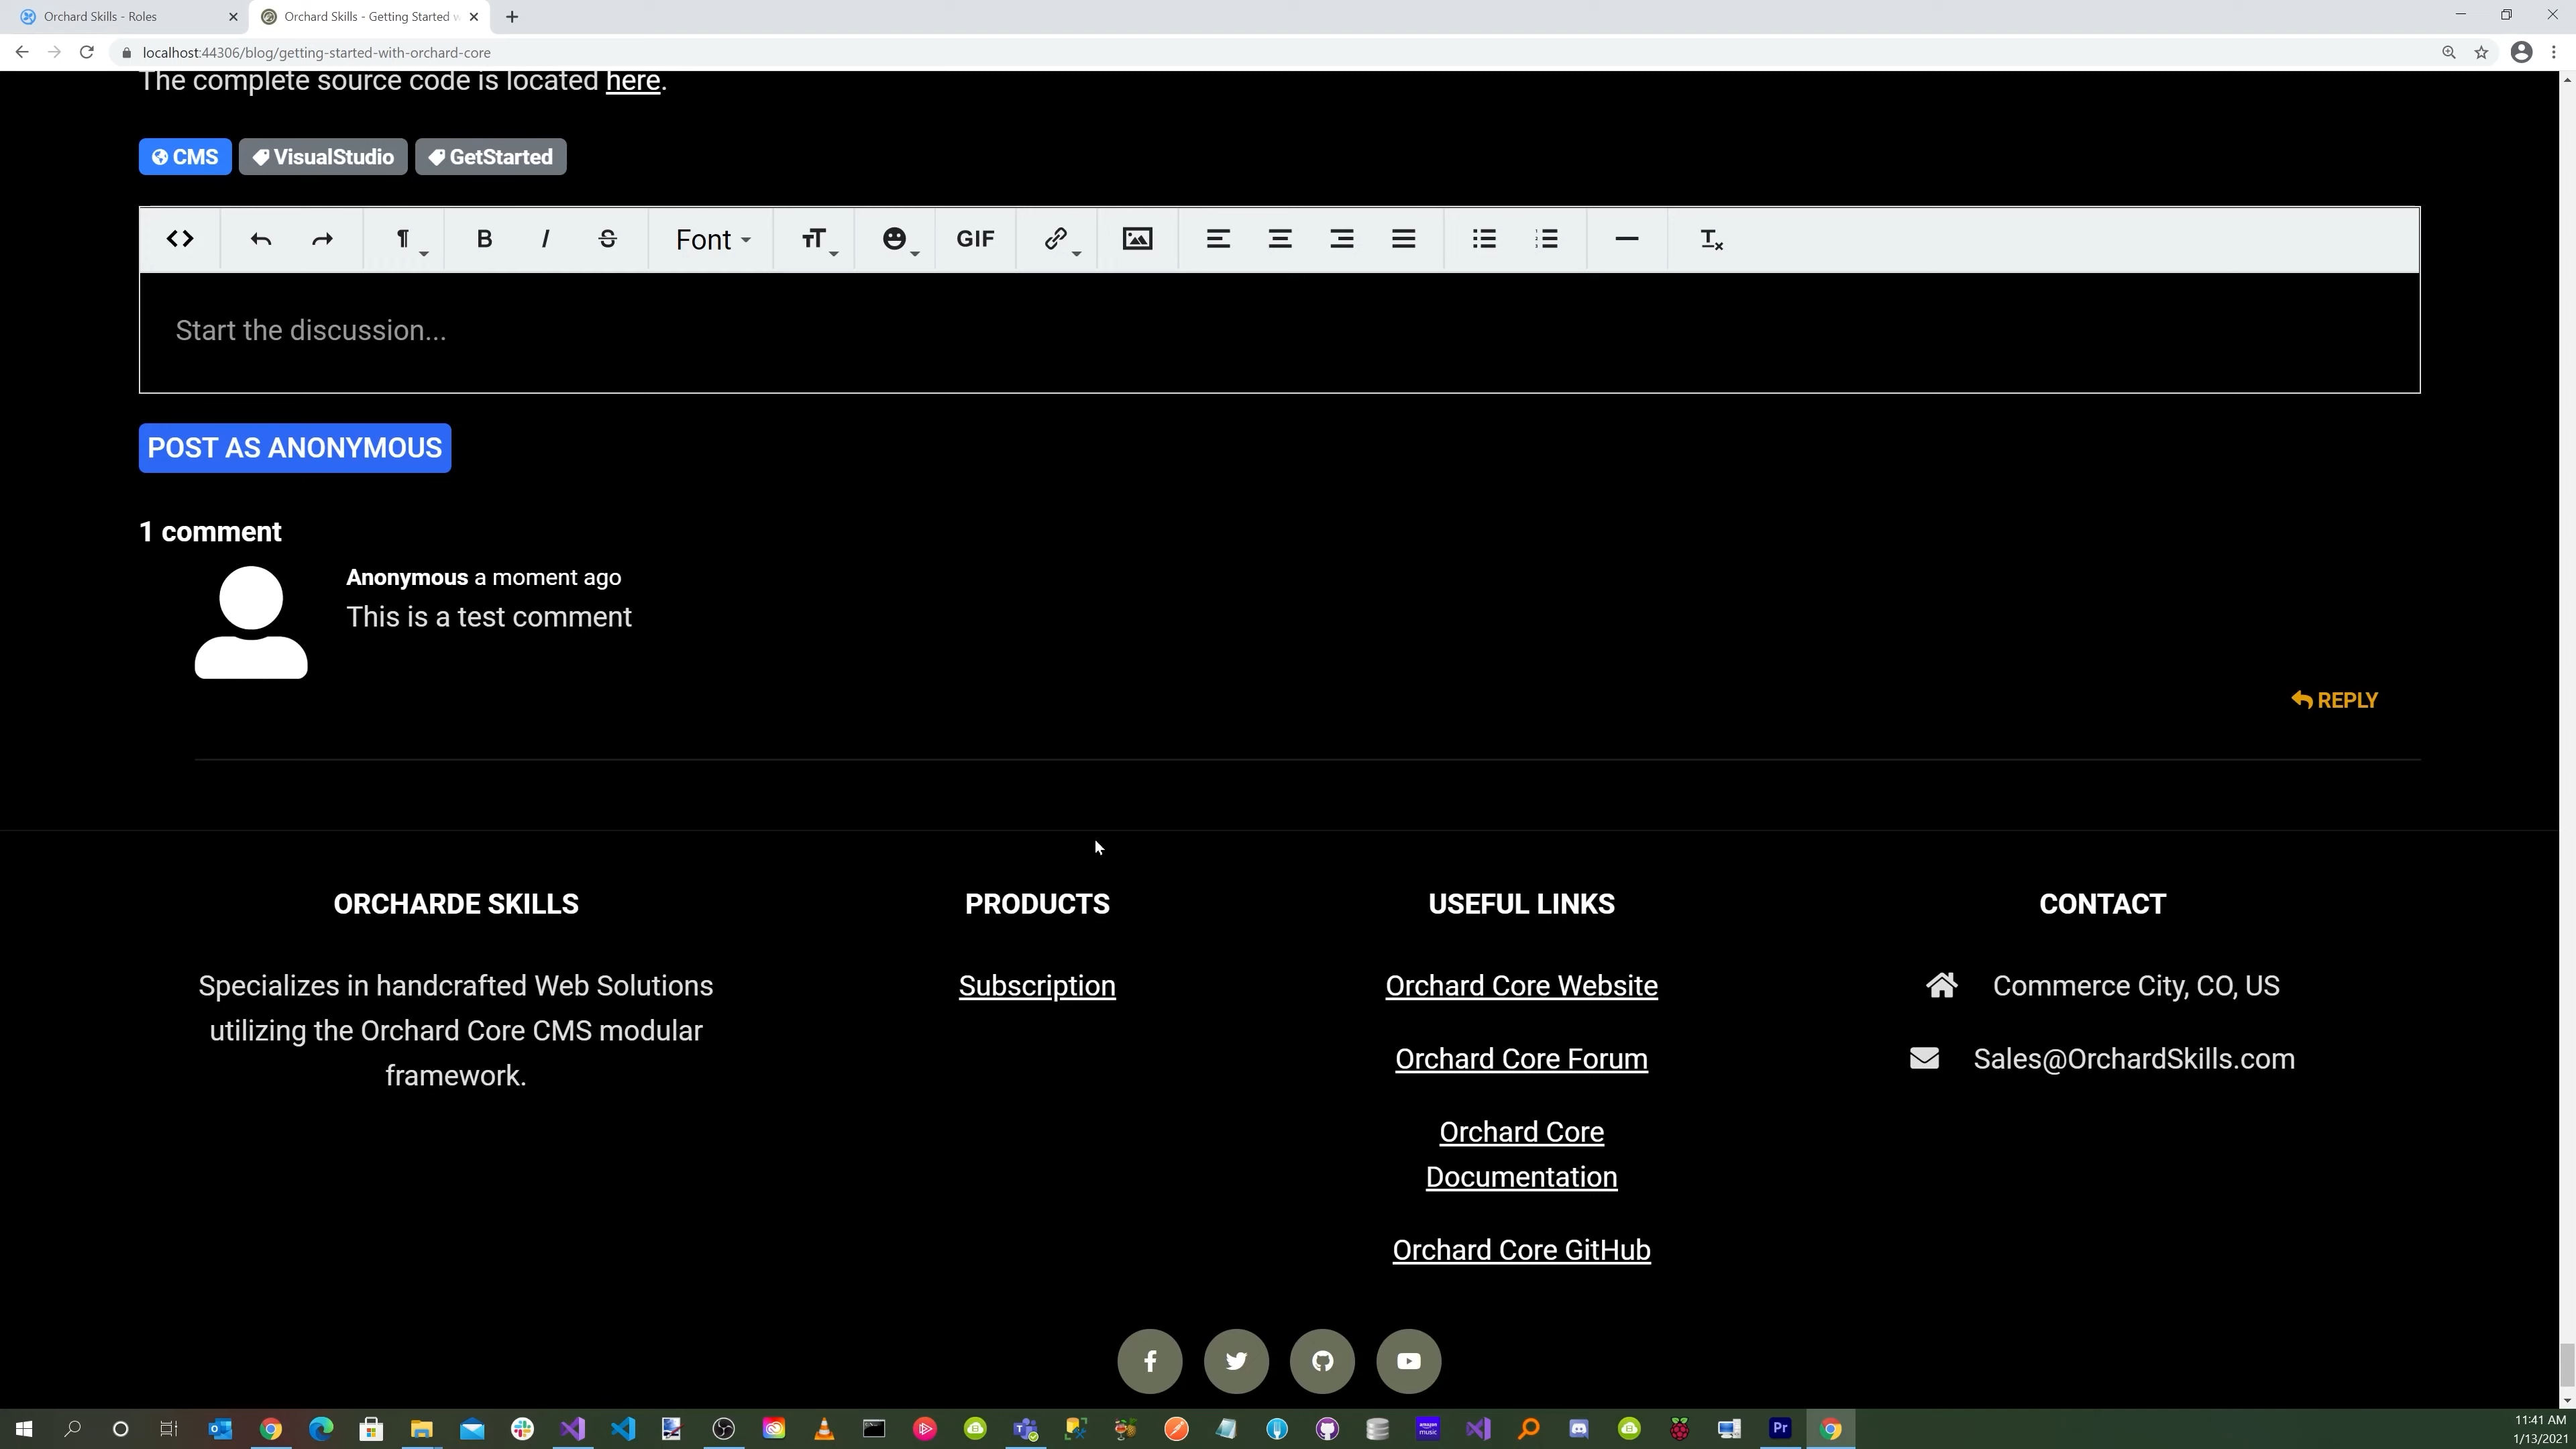 Orchard Skills - Roles
Orchard Skills - Getting Started w
localhost:44306/blog/getting-started-with-orchard-core
The complete source code is located here.
CMS VisualStudio GetStarted
Font GIF
Start the discussion...
POST AS ANONYMOUS
1 comment
Anonymous a moment ago
This is a test comment
REPLY
ORCHARDE SKILLS
Specializes in handcrafted Web Solutions
utilizing the Orchard Core CMS modular
framework.
PRODUCTS
Subscription
USEFUL LINKS
Orchard Core Website
Orchard Core Forum
Orchard Core
Documentation
Orchard Core GitHub
CONTACT
Commerce City, CO, US
Sales@OrchardSkills.com
11:41 AM
1/13/2021